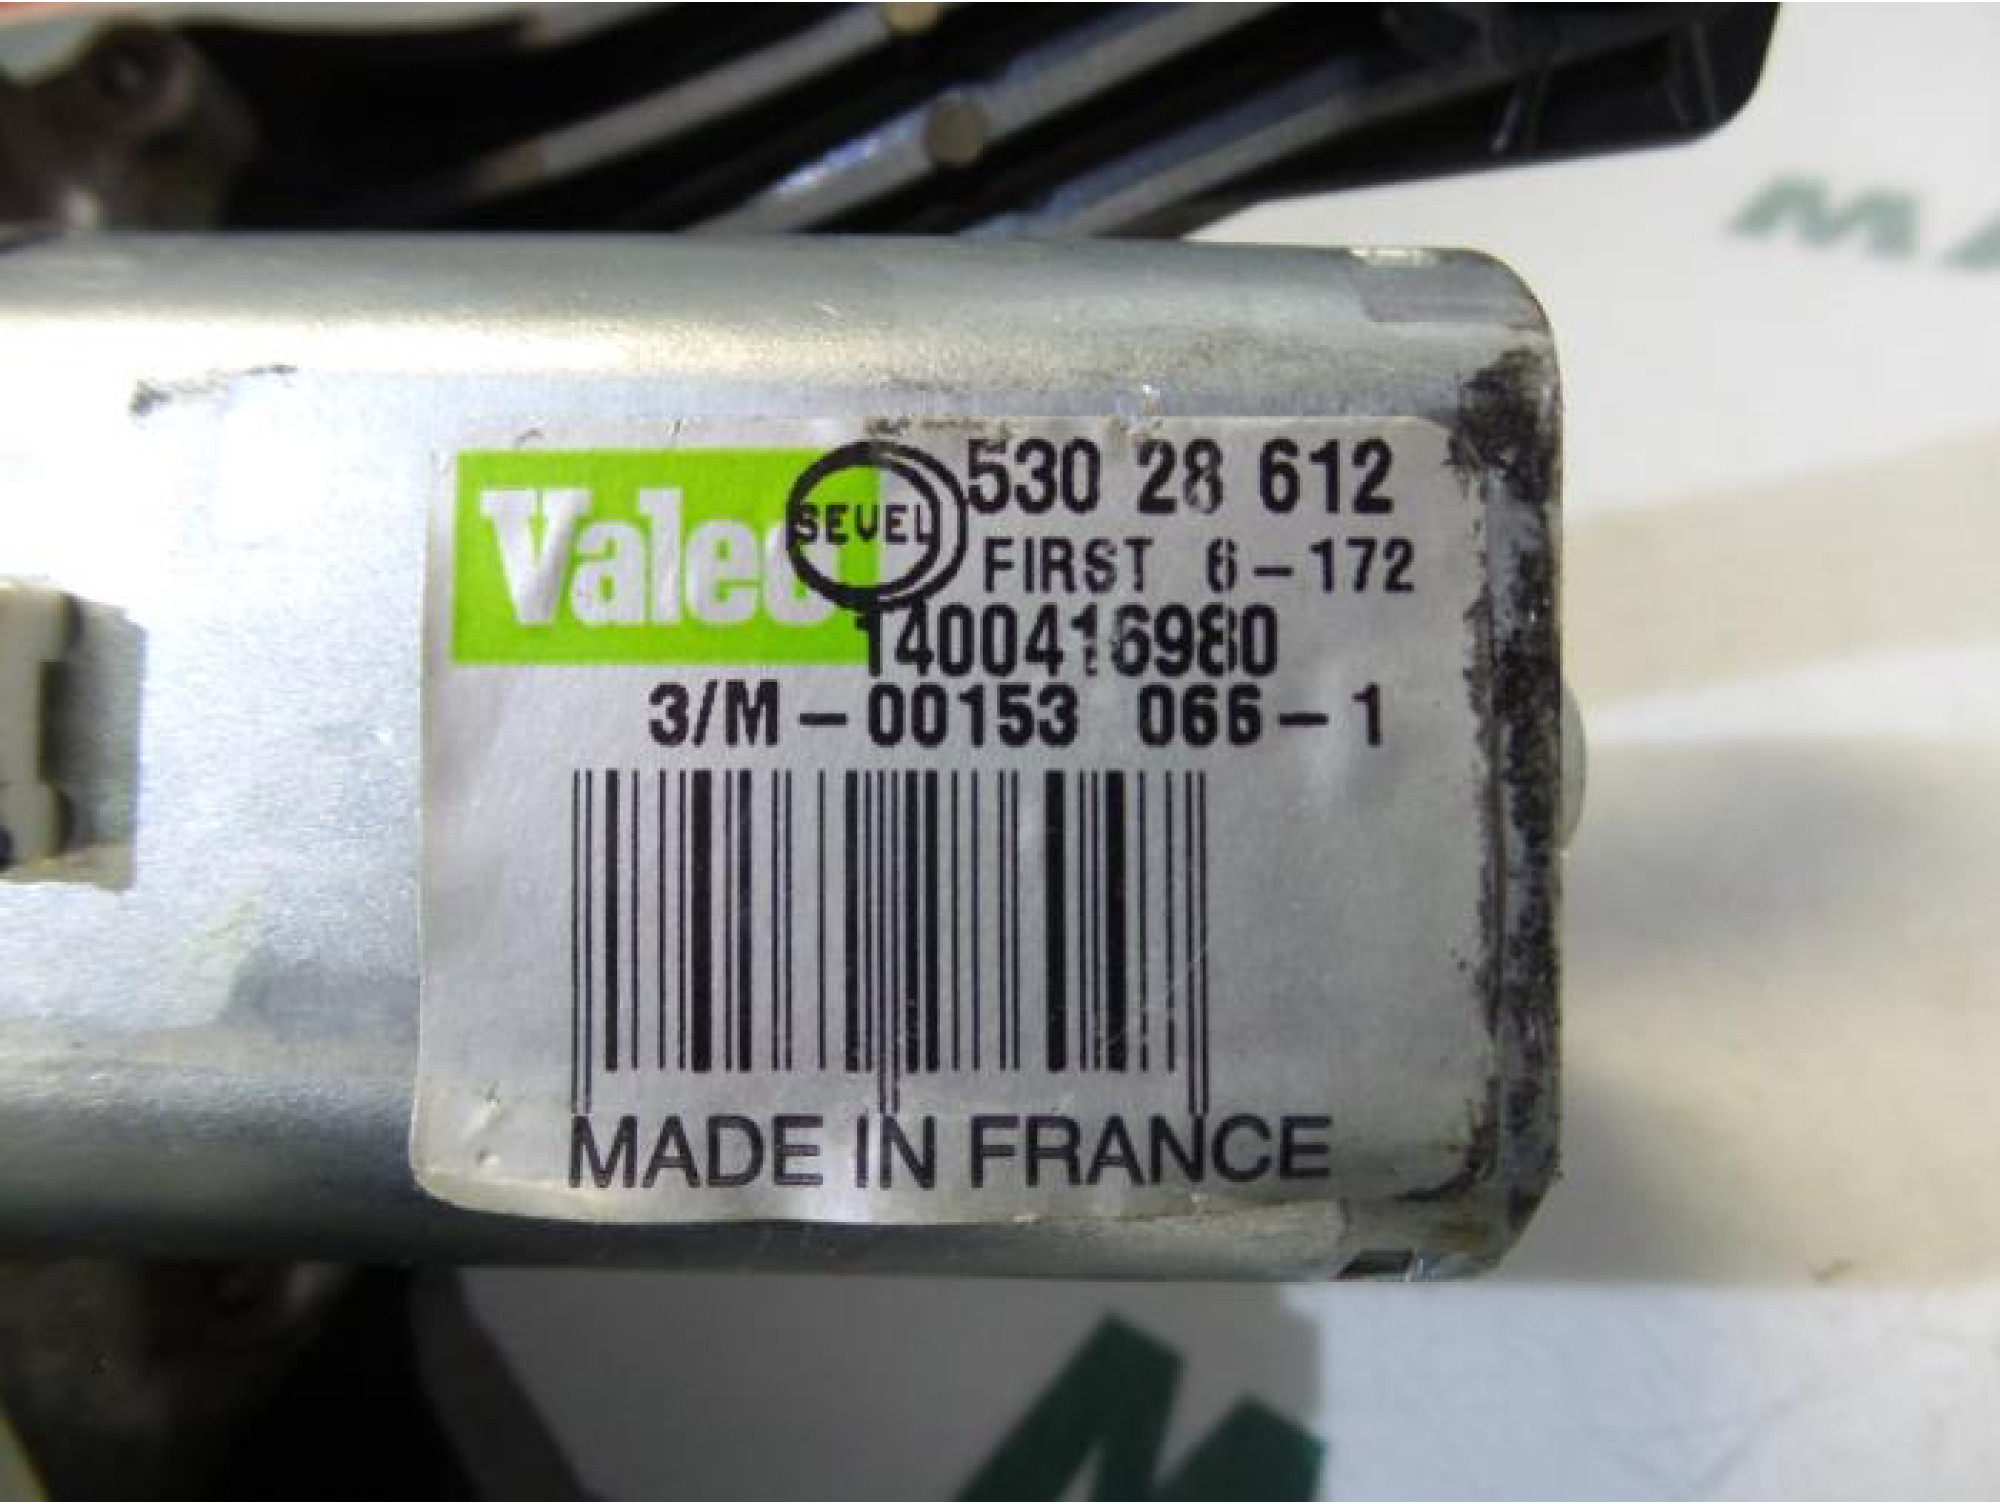 Valeo
SEVEL
530 28 612
FIRST 6-172
1400416980
3/M-00153 066-1
MADE IN FRANCE